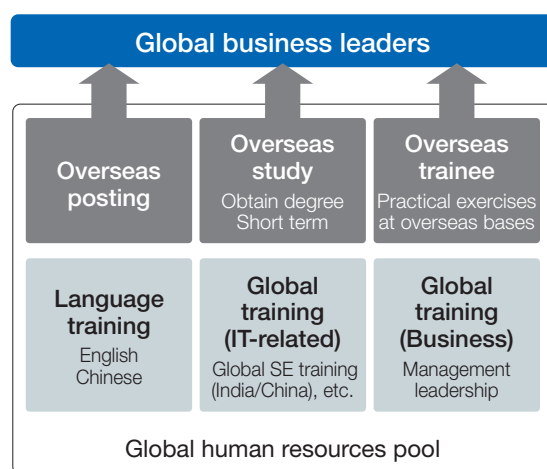 Global business leaders
Overseas
posting
Overseas
study
Obtain degree
Short term
Overseas
trainee
Practical exercises
at overseas bases
Language
training
English
Chinese
Global
training
(IT-related)
Global SE training
(India/China), etc.
Global
training
(Business)
Management
leadership
Global human resources pool